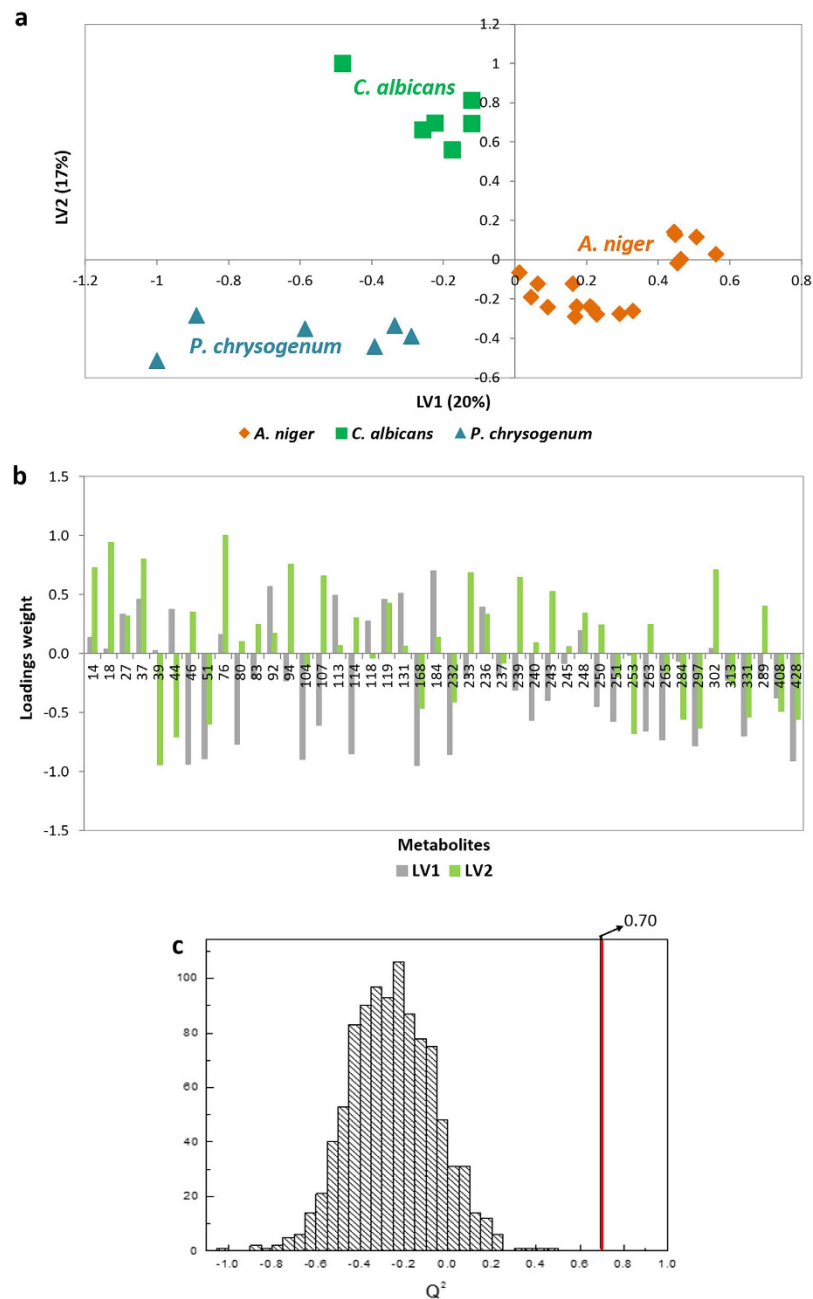 a
1.2
1
0.8
0.6
0.4
0.2
0
-0.2
-0.4
-0.6
-1.2 -1 -0.8 -0.6 -0.4 -0.2 0 0.2 0.4 0.6 0.8
C. albicans
A. niger
P. chrysogenum
LV2 (17%)
LV1 (20%)
A. niger C. albicans P. chrysogenum
b
1.5
1.0
0.5
0.0
-0.5
-1.0
-1.5
Loadings weight
14 18 27 37 39 44 46 51 76 80 83 92 94 104 107 113 114 118 119 131 168 184 232 233 236 237 239 240 243 245 248 250 251 253 263 265 284 297 302 313 331 289 408 428
Metabolites
LV1 LV2
c
0.70
100
80
60
40
20
0
-1.0 -0.8 -0.6 -0.4 -0.2 0.0 0.2 0.4 0.6 0.8 1.0
Q²